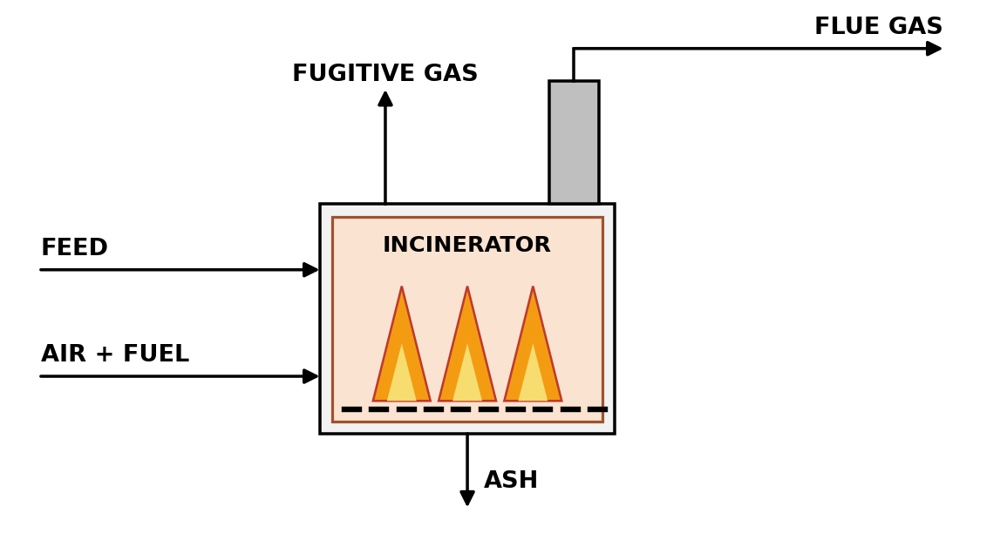 FLUE GAS
FUGITIVE GAS
INCINERATOR
FEED
AIR + FUEL
ASH